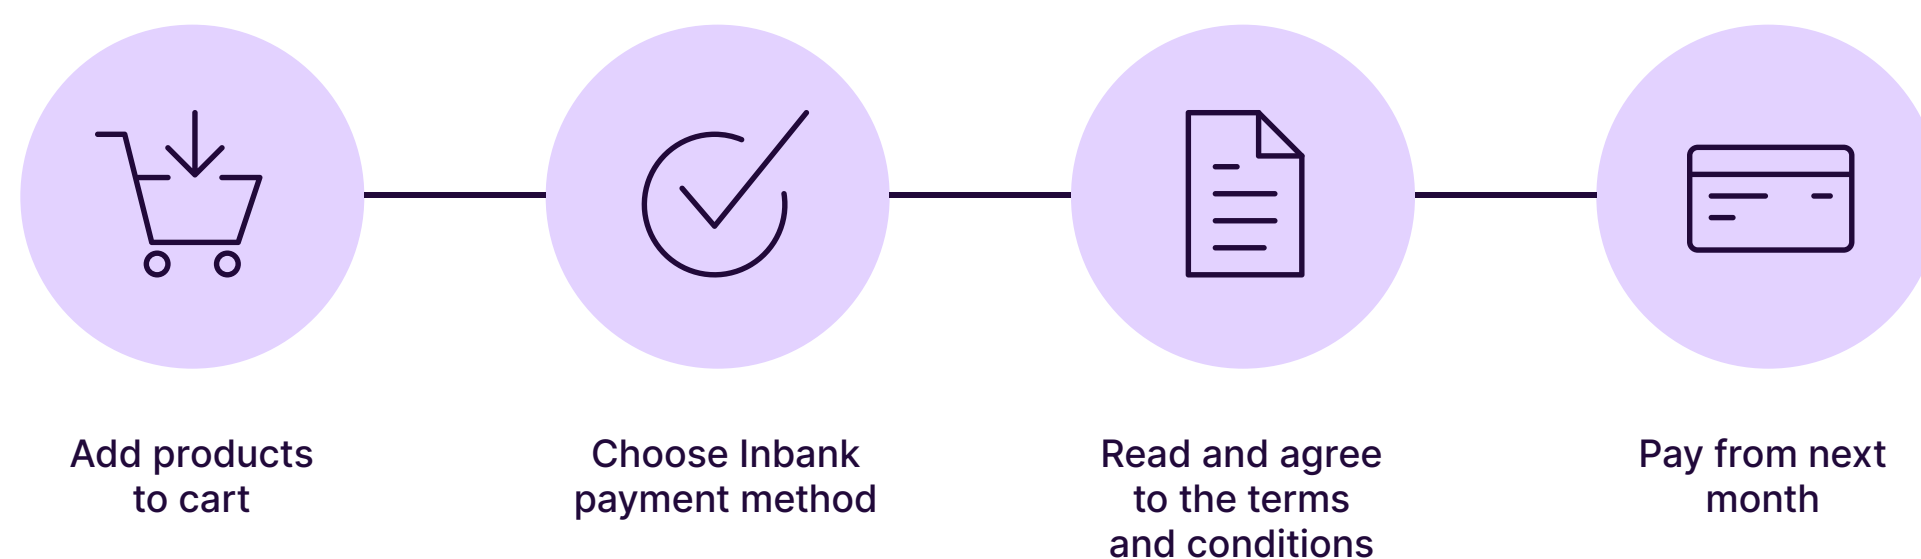 Add products
to cart
Choose Inbank
payment method
Read and agree
to the terms
and conditions
Pay from next
month